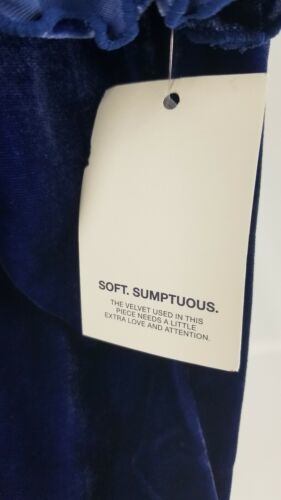 SOFT. SUMPTUOUS.
THE VELVET USED IN THIS
PIECE NEEDS A LITTLE
EXTRA LOVE AND ATTENTION.